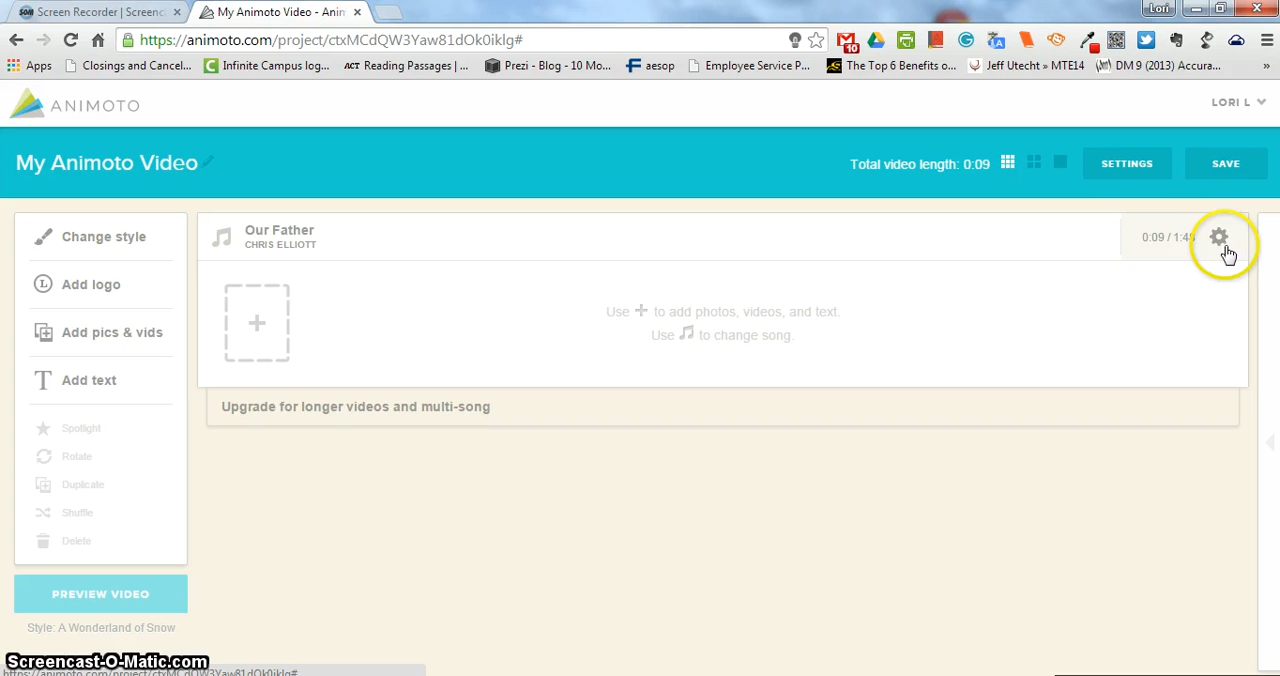 Screen Recorder | Screenc
My Animoto Video - Anim
Lori
https://animoto.com/project/ctxMCdQW3Yaw81dOk0iklg#
10
Apps
Closings and Cancel...
Infinite Campus log...
ACT Reading Passages | ...
Prezi - Blog - 10 Mo...
aesop
Employee Service P...
The Top 6 Benefits o...
Jeff Utecht » MTE14
DM 9 (2013) Accura...
»
ANIMOTO
LORI L
My Animoto Video
Total video length: 0:09
SETTINGS
SAVE
Change style
Add logo
Add pics & vids
Add text
Spotlight
Rotate
Duplicate
Shuffle
Delete
PREVIEW VIDEO
Style: A Wonderland of Snow
Our Father
CHRIS ELLIOTT
0:09 /
Use + to add photos, videos, and text.
Use to change song.
Upgrade for longer videos and multi-song
Screencast-O-Matic.com